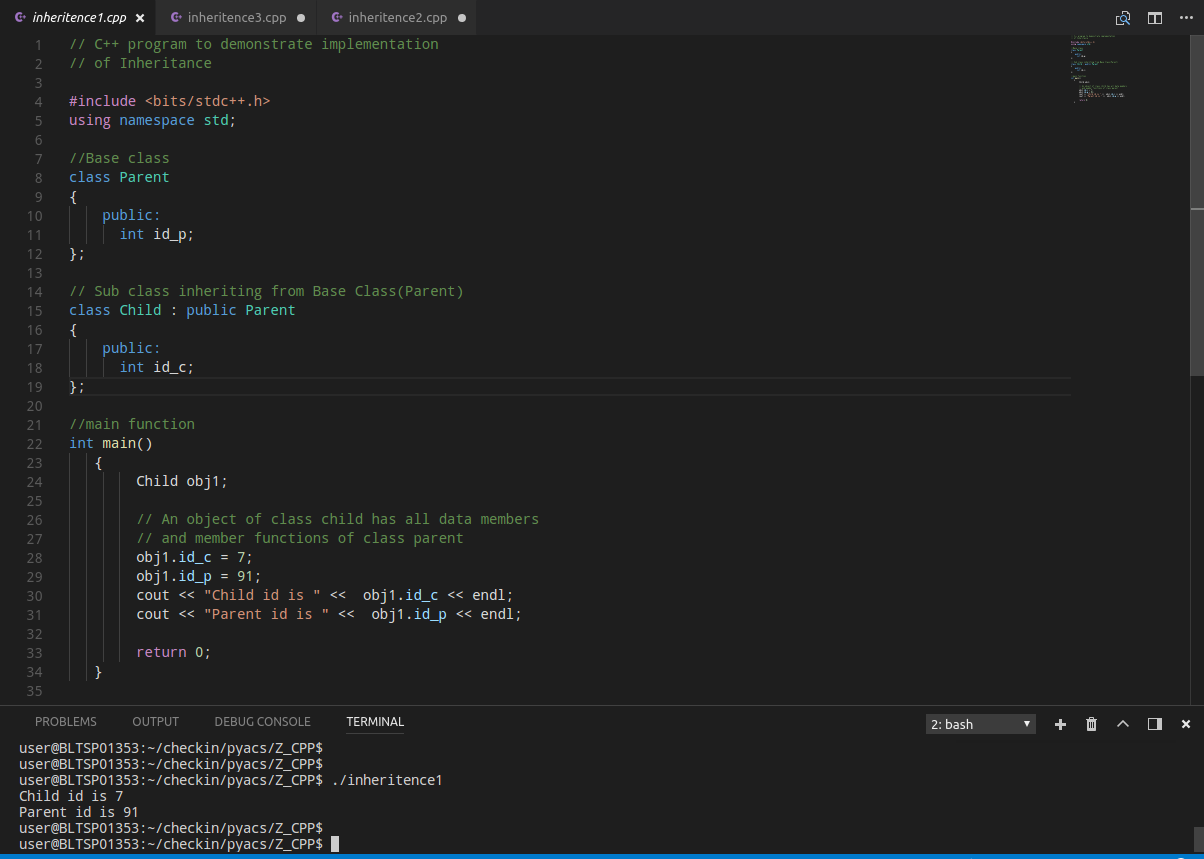 inheritence1.cpp inheritence3.cpp inheritence2.cpp
1 // C++ program to demonstrate implementation
2 // of Inheritance
3
4 #include <bits/stdc++.h>
5 using namespace std;
6
7 //Base class
8 class Parent
9 {
10 public:
11 int id_p;
12 };
13
14 // Sub class inheriting from Base Class(Parent)
15 class Child : public Parent
16 {
17 public:
18 int id_c;
19 };
20
21 //main function
22 int main()
23 {
24 Child obj1;
25
26 // An object of class child has all data members
27 // and member functions of class parent
28 obj1.id_c = 7;
29 obj1.id_p = 91;
30 cout << "Child id is " <<  obj1.id_c << endl;
31 cout << "Parent id is " <<  obj1.id_p << endl;
32
33 return 0;
34 }
35
PROBLEMS OUTPUT DEBUG CONSOLE TERMINAL 2: bash
user@BLTSP01353:~/checkin/pyacs/Z_CPP$
user@BLTSP01353:~/checkin/pyacs/Z_CPP$
user@BLTSP01353:~/checkin/pyacs/Z_CPP$ ./inheritence1
Child id is 7
Parent id is 91
user@BLTSP01353:~/checkin/pyacs/Z_CPP$
user@BLTSP01353:~/checkin/pyacs/Z_CPP$